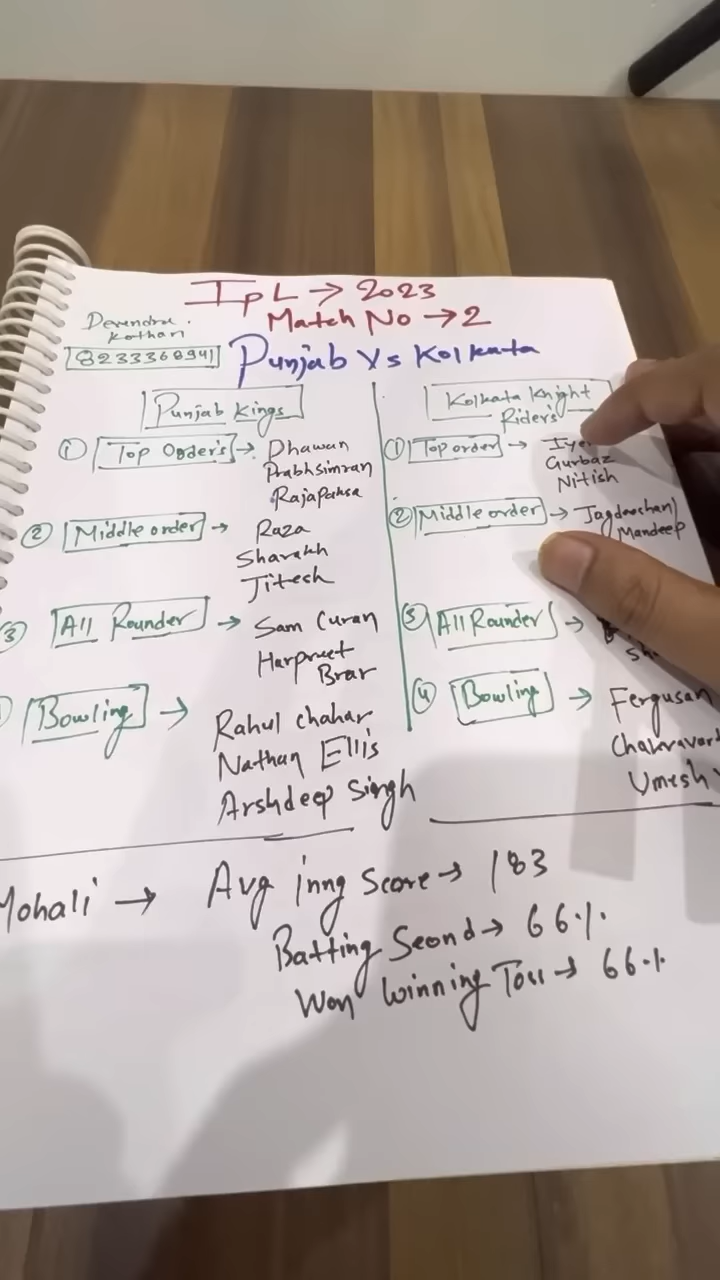 IPL → 2023
Match No → 2
Devendra
Kothari
8233368941
Punjab Vs Kolkata
Punjab Kings
① Top Order's → Dhawan
Prabhsimran
Rajapaksa
② Middle order → Raza
Sharukh
Jitesh
③ All Rounder → Sam Curan
Harpreet
Brar
Bowling → Rahul Chahar
Nathan Ellis
Arshdeep Singh
Kolkata Knight
Riders
① Top order → Iyer
Gurbaz
Nitish
② Middle order →
Mandeep
③ All Rounder →
④ Bowling → Fergusan
Chakravar
Umesh
Mohali → Avg inng Score → 183
Batting Seond → 66%
Won Winning Toss → 66%